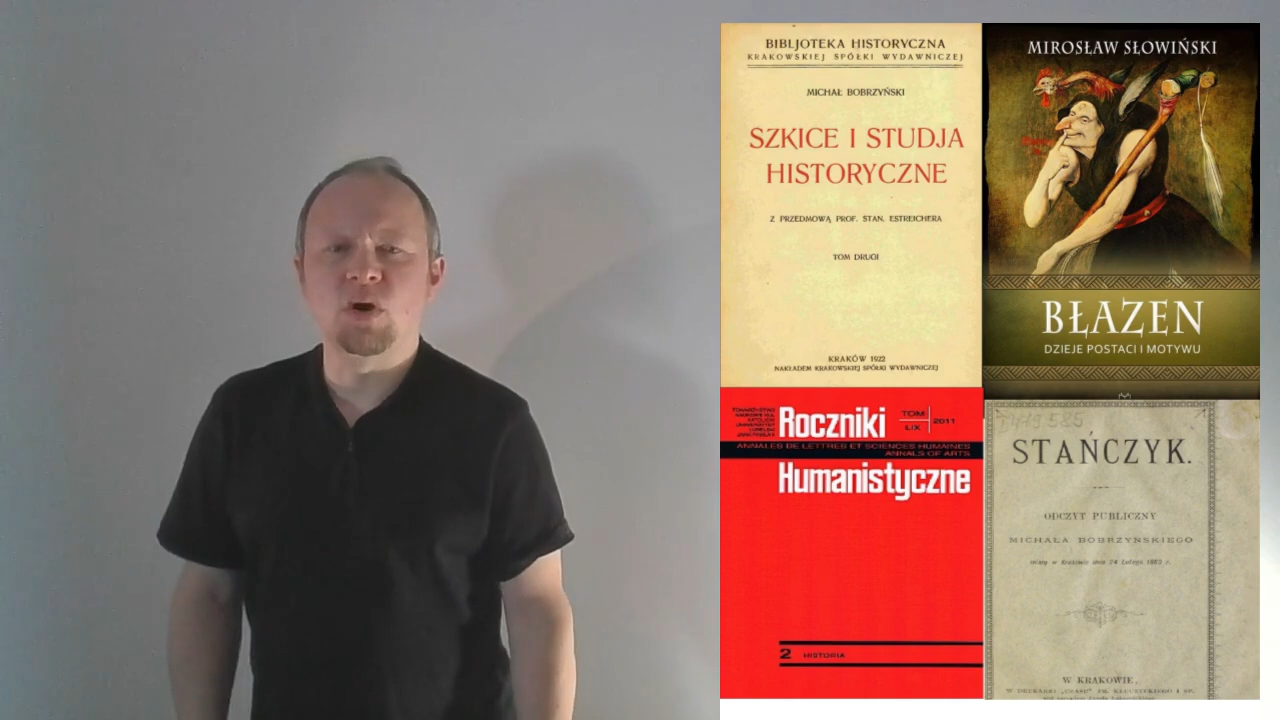 BIBLJOTEKA HISTORYCZNA
KRAKOWSKIEJ SPÓŁKI WYDAWNICZEJ
MICHAŁ BOBRZYŃSKI
SZKICE I STUDJA
HISTORYCZNE
Z PRZEDMOWĄ PROF. STAN. ESTREICHERA
TOM DRUGI
KRAKÓW 1922
NAKŁADEM KRAKOWSKIEJ SPÓŁKI WYDAWNICZEJ
MIROSŁAW SŁOWIŃSKI
BŁAZEN
DZIEJE POSTACI I MOTYWU
Roczniki
TOM
LIX
2011
ANNALES DE LETTRES ET SCIENCES HUMAINES
ANNALS OF ARTS
Humanistyczne
2 HISTORIA
STAŃCZYK.
ODCZYT PUBLICZNY
MICHAŁA BOBRZYŃSKIEGO
W KRAKOWIE,